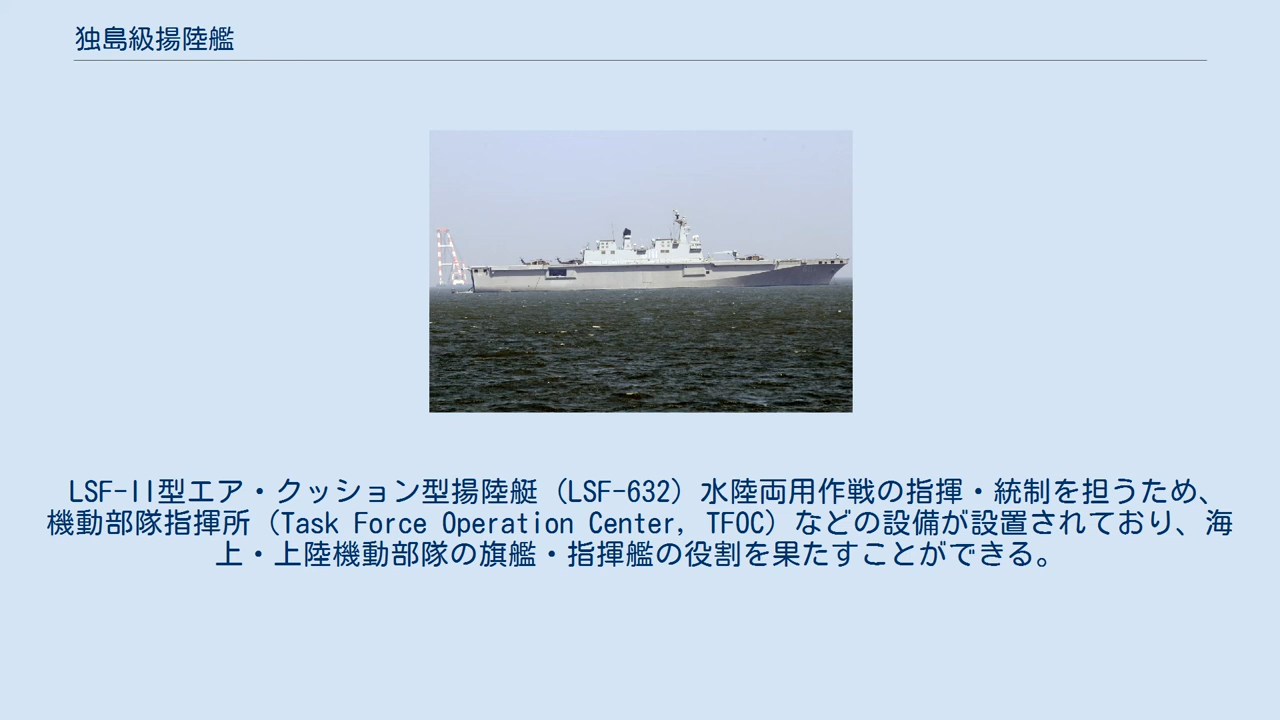 独島級揚陸艦
LSF-II型エア・クッション型揚陸艇（LSF-632）水陸両用作戦の指揮・統制を担うため、
機動部隊指揮所（Task Force Operation Center, TFOC）などの設備が設置されており、海
上・上陸機動部隊の旗艦・指揮艦の役割を果たすことができる。